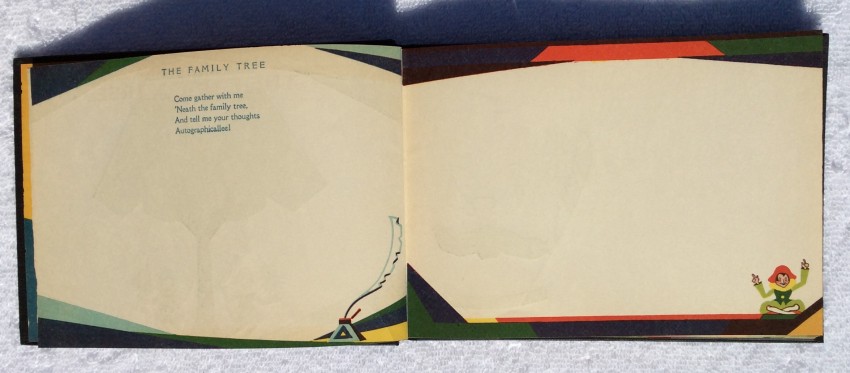 THE FAMILY TREE
Come gather with me
'Neath the family tree,
And tell me your thoughts
Autographicallee!